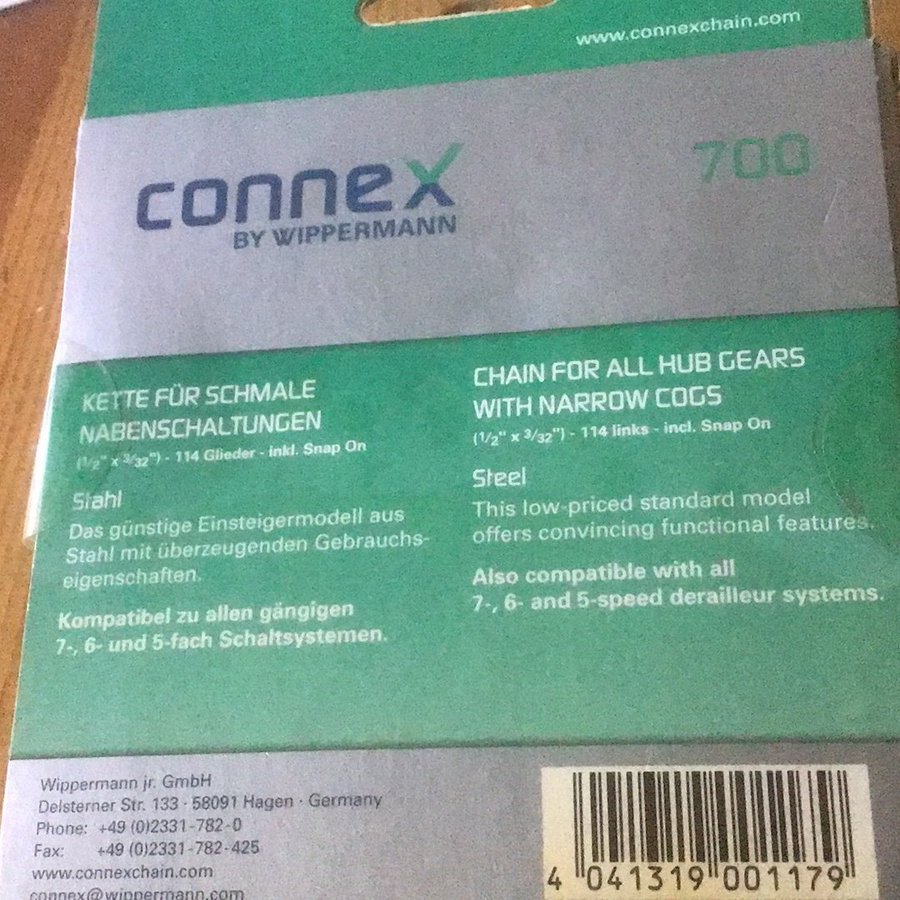 www.connexchain.com
connex
700
BY WIPPERMANN
KETTE FÜR SCHMALE
NABENSCHALTUNGEN
(1/2" x 3/32") - 114 Glieder - inkl. Snap On
Stahl
Das günstige Einsteigermodell aus
Stahl mit überzeugenden Gebrauchs-
eigenschaften.
Kompatibel zu allen gängigen
7-, 6- und 5-fach Schaltsystemen.
CHAIN FOR ALL HUB GEARS
WITH NARROW COGS
(1/2" x 3/32") - 114 links - incl. Snap On
Steel
This low-priced standard model
offers convincing functional features.
Also compatible with all
7-, 6- and 5-speed derailleur systems.
Wippermann jr. GmbH
Delsterner Str. 133 · 58091 Hagen · Germany
Phone: +49 (0)2331-782-0
Fax: +49 (0)2331-782-425
www.connexchain.com
connex@wippermann.com
4 041319 001179